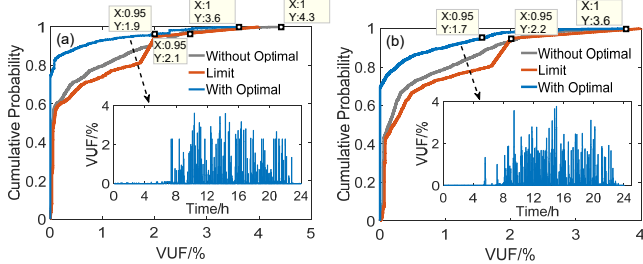 X:0.95
Y:1.9
X:1
Y:3.6
X:1
Y:4.3
X:0.95
Y:2.1
(a)
Without Optimal
Limit
With Optimal
Cumulative Probability
1
0.8
0.6
0.4
0.2
0
VUF/%
4
2
0
0 4 8 12 16 20 24
Time/h
0 1 2 3 4 5
VUF/%
X:0.95
Y:1.7
X:0.95
Y:2.2
X:1
Y:3.6
(b)
Without Optimal
Limit
With Optimal
Cumulative Probability
1
0.8
0.6
0.4
0.2
0
VUF/%
4
2
0
0 4 8 12 16 20 24
Time/h
0 1 2 3 4
VUF/%